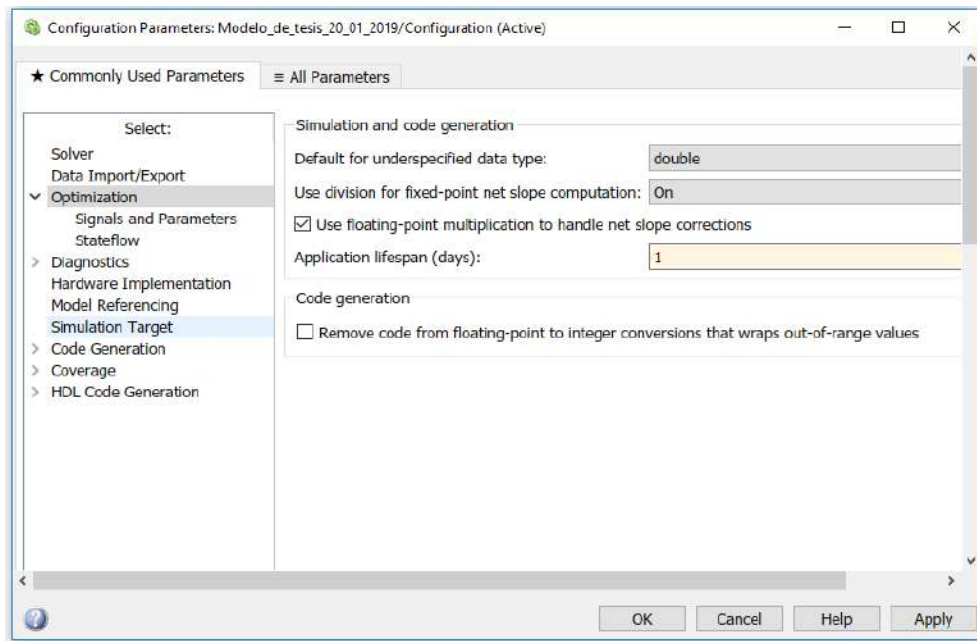 Configuration Parameters: Modelo_de_tesis_20_01_2019/Configuration (Active)
★ Commonly Used Parameters
≡ All Parameters
Select:
Solver
Data Import/Export
Optimization
Signals and Parameters
Stateflow
Diagnostics
Hardware Implementation
Model Referencing
Simulation Target
Code Generation
Coverage
HDL Code Generation
Simulation and code generation
Default for underspecified data type: double
Use division for fixed-point net slope computation: On
Use floating-point multiplication to handle net slope corrections
Application lifespan (days): 1
Code generation
Remove code from floating-point to integer conversions that wraps out-of-range values
OK Cancel Help Apply